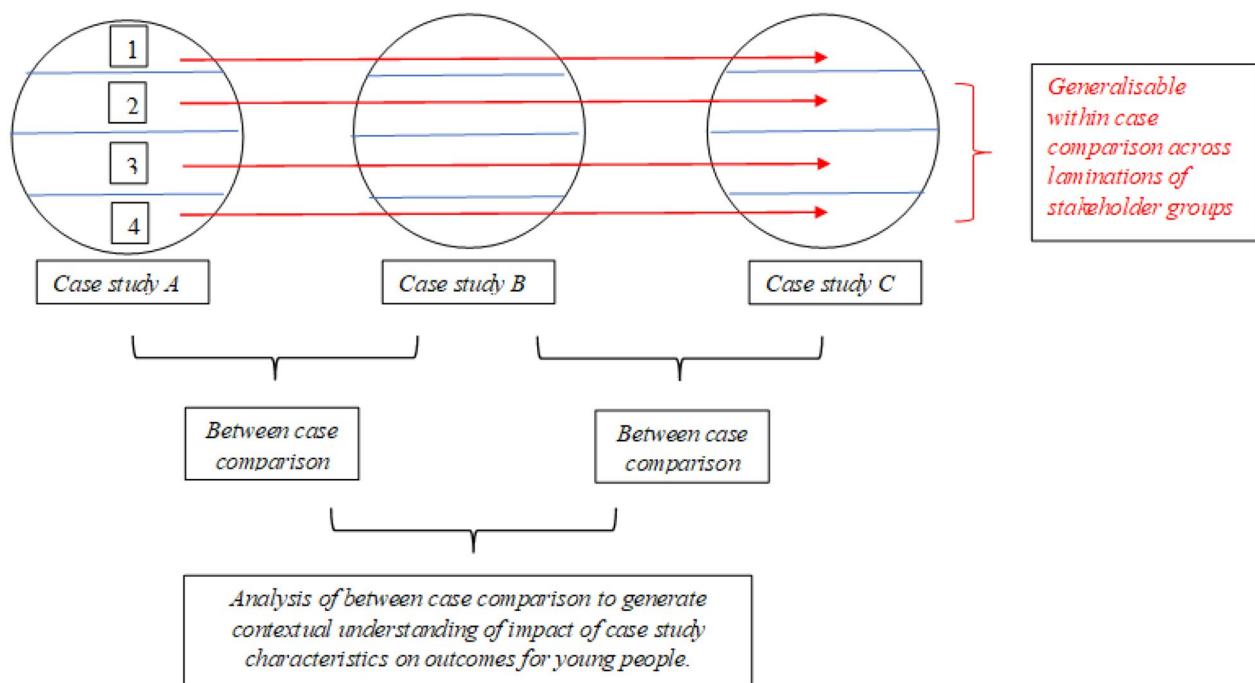 1
2
3
4
Generalisable
within case
comparison across
laminations of
stakeholder groups
Case study A
Case study B
Case study C
Between case
comparison
Between case
comparison
Analysis of between case comparison to generate
contextual understanding of impact of case study
characteristics on outcomes for young people.